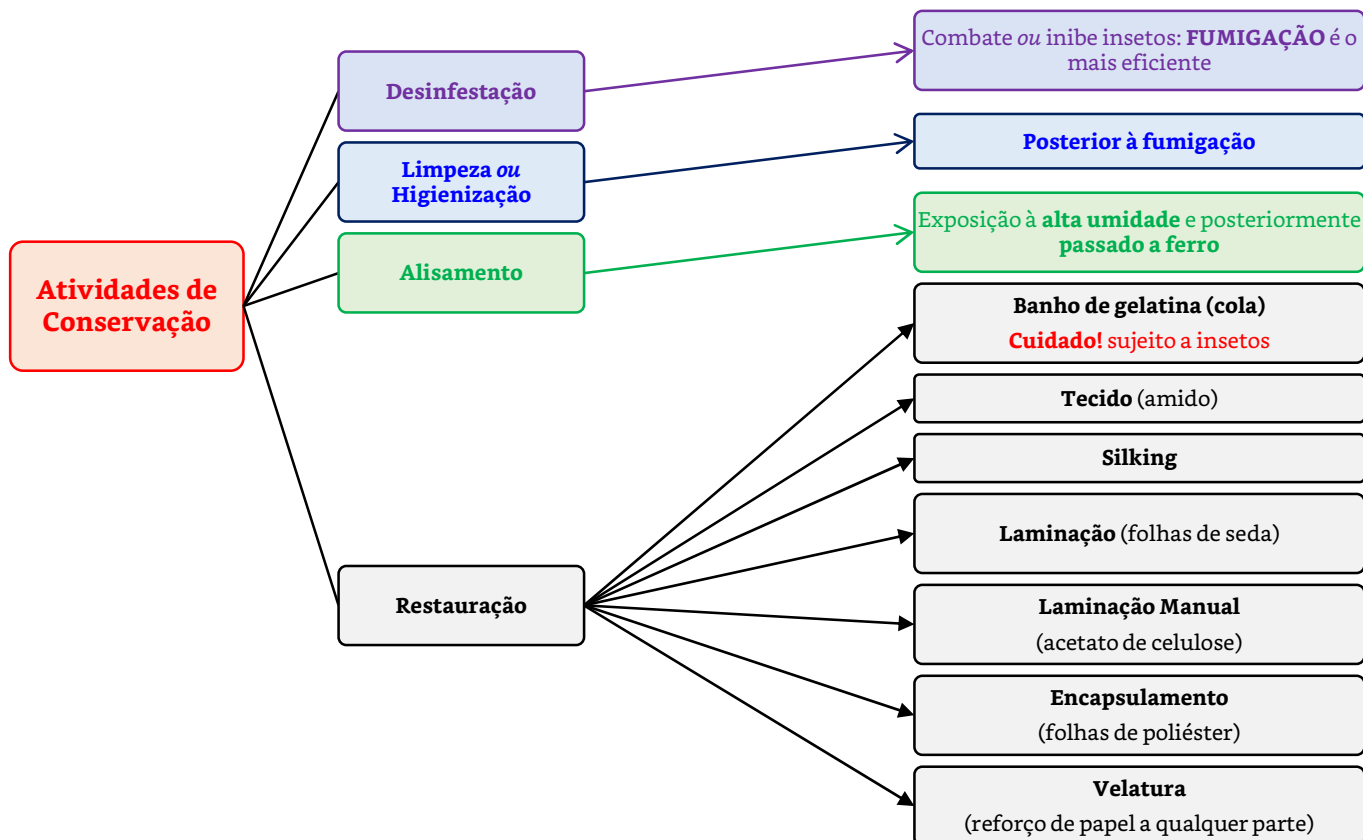 Atividades de
Conservação
Desinfestação
Combate ou inibe insetos: FUMIGAÇÃO é o
mais eficiente
Limpeza ou
Higienização
Posterior à fumigação
Alisamento
Exposição à alta umidade e posteriormente
passado a ferro
Restauração
Banho de gelatina (cola)
Cuidado! sujeito a insetos
Tecido (amido)
Silking
Laminação (folhas de seda)
Laminação Manual
(acetato de celulose)
Encapsulamento
(folhas de poliéster)
Velatura
(reforço de papel a qualquer parte)